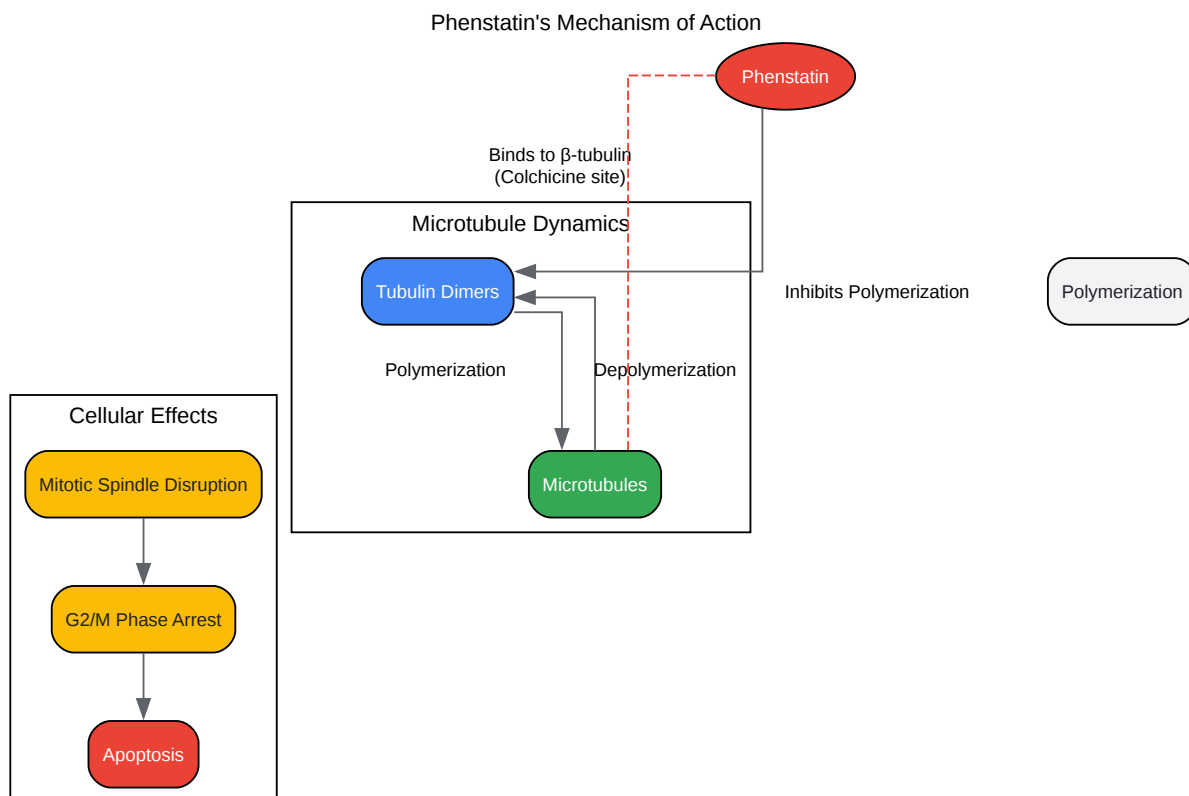 Phenstatin's Mechanism of Action
Phenstatin
Binds to β-tubulin
(Colchicine site)
Microtubule Dynamics
Tubulin Dimers
Inhibits Polymerization
Polymerization
Polymerization
Depolymerization
Cellular Effects
Mitotic Spindle Disruption
Microtubules
G2/M Phase Arrest
Apoptosis